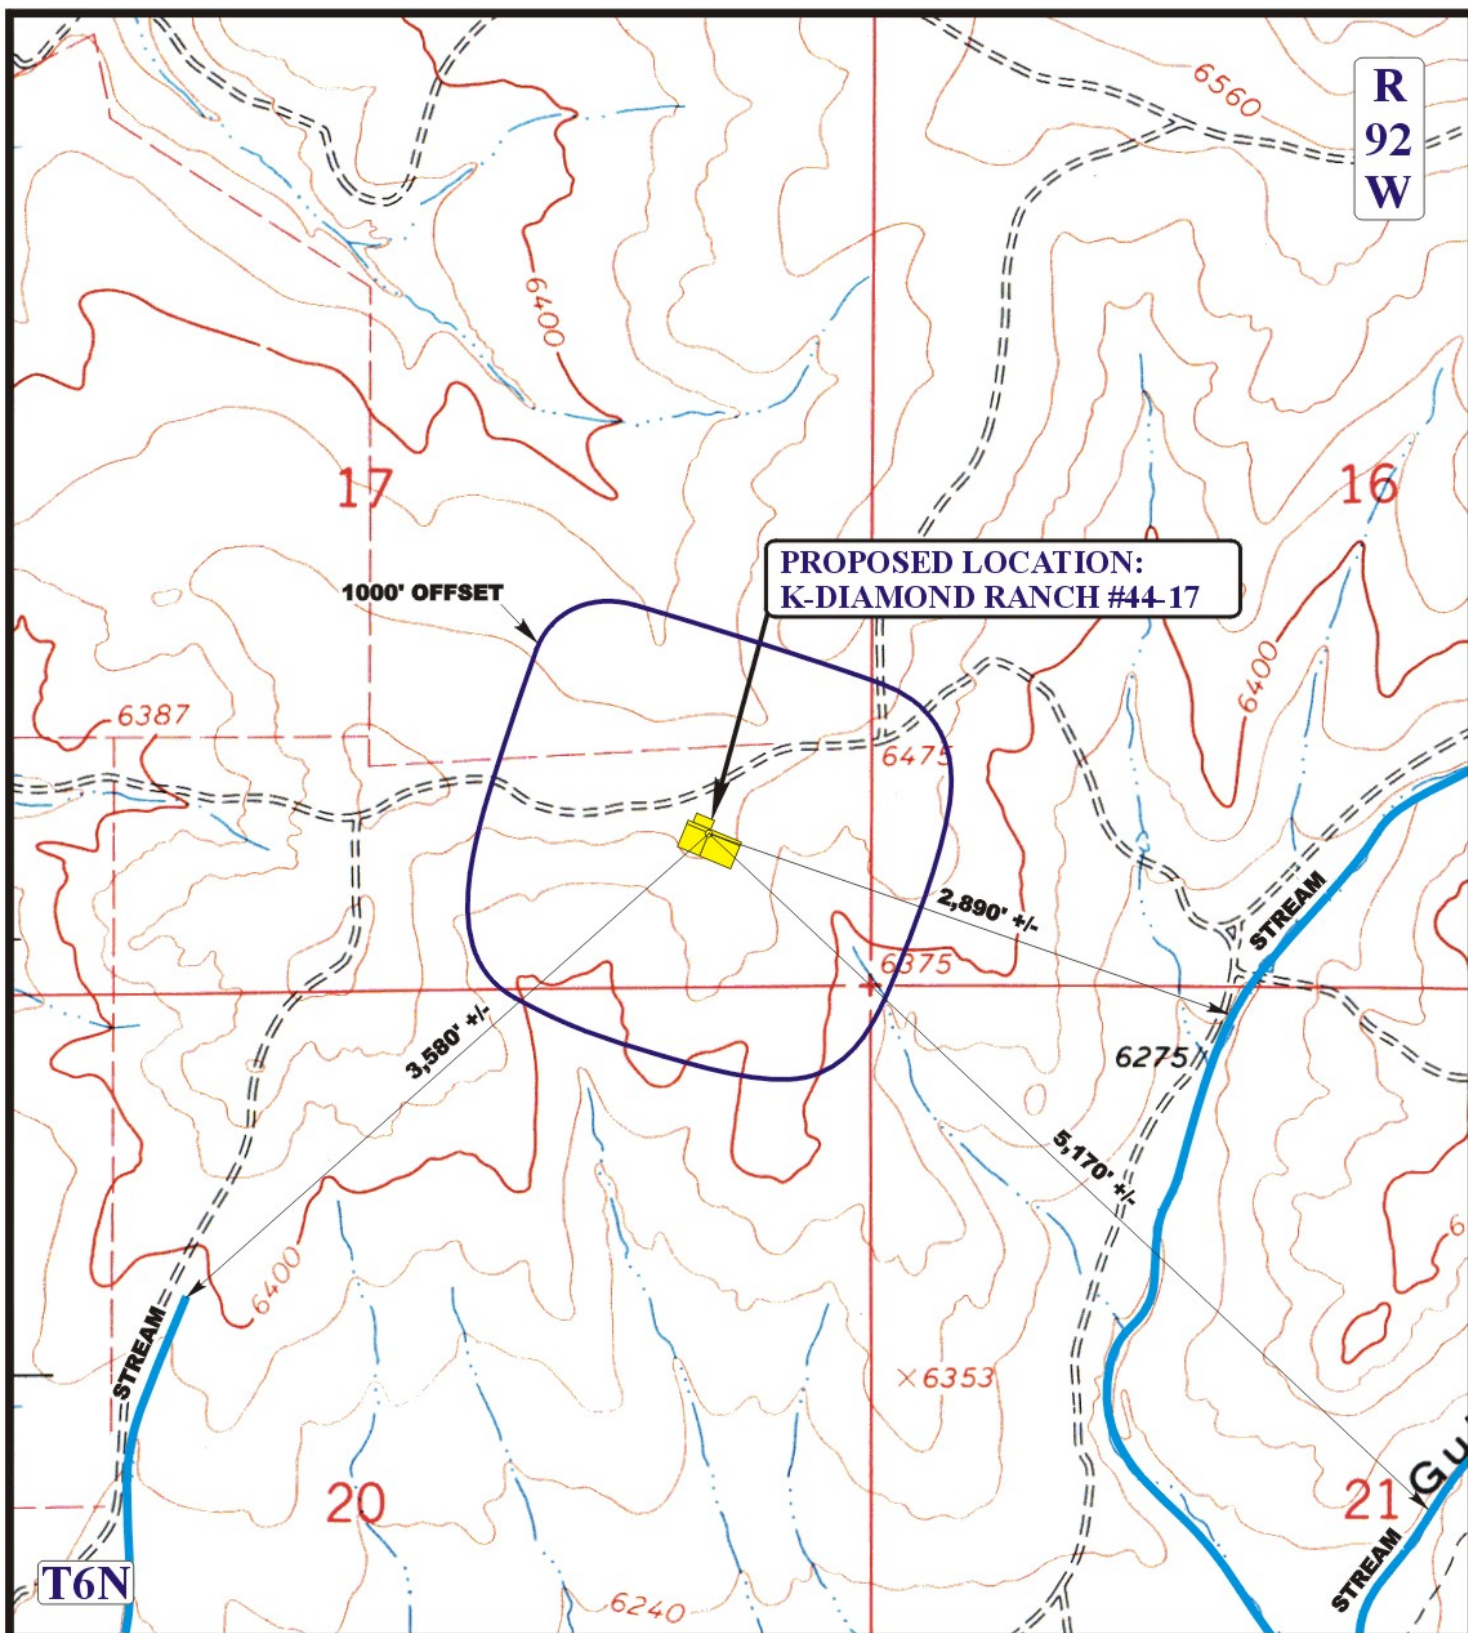 6560
R
92
W
6400
17
16
PROPOSED LOCATION:
K-DIAMOND RANCH #44-17
1000' OFFSET
6400
6387
6475
2,890' +/-
STREAM
6375
3,580' +/-
6275
5,170' +/-
6400
STREAM
×6353
20
21
STREAM
T6N
6240